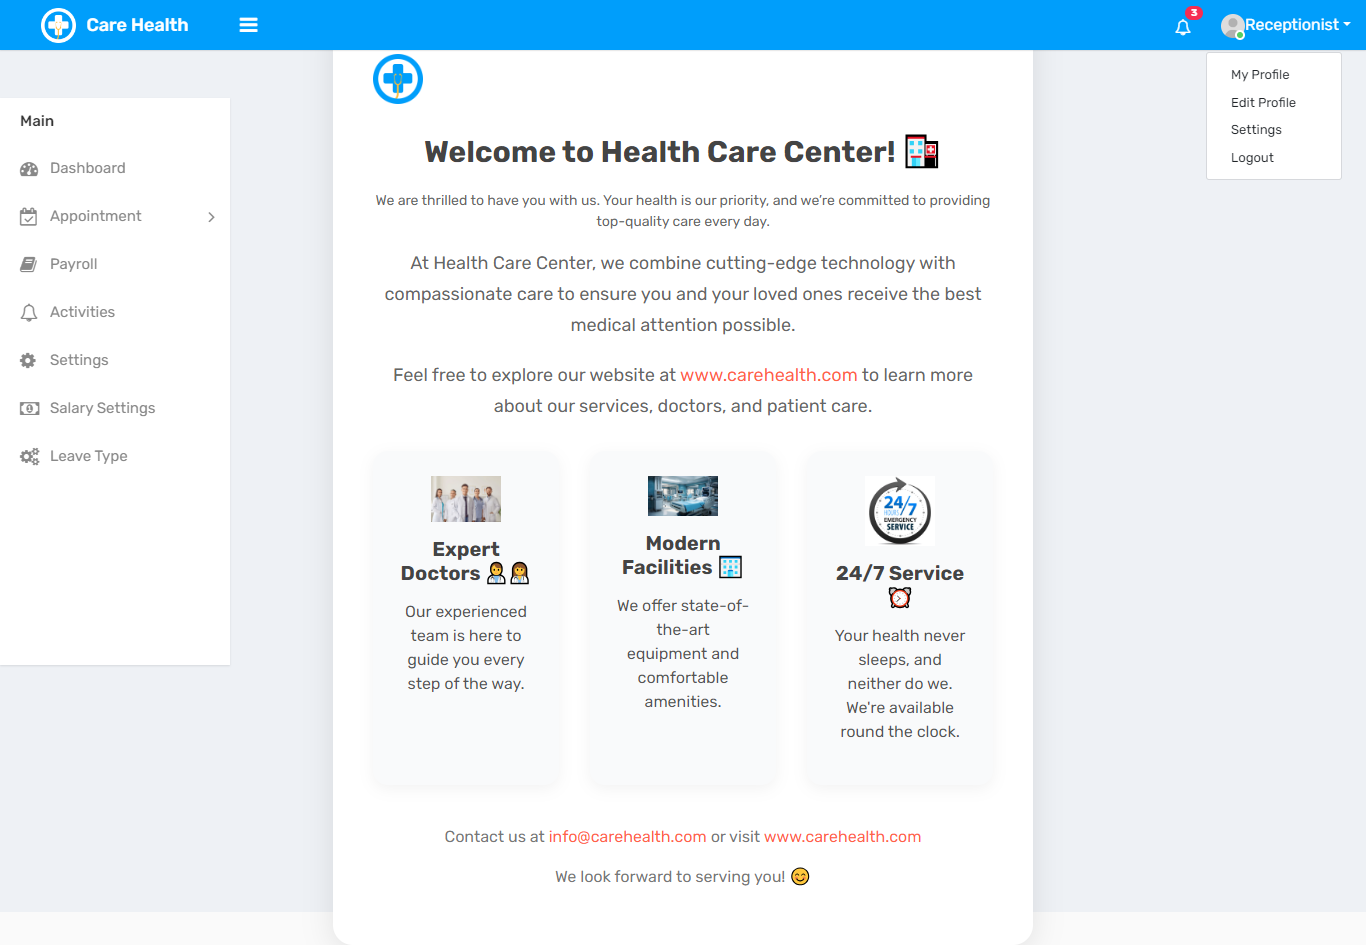 Care Health
3
Receptionist
My Profile
Edit Profile
Settings
Logout
Main
Dashboard
Appointment
Payroll
Activities
Settings
Salary Settings
Leave Type
Welcome to Health Care Center! 🏥
We are thrilled to have you with us. Your health is our priority, and we’re committed to providing
top-quality care every day.
At Health Care Center, we combine cutting-edge technology with
compassionate care to ensure you and your loved ones receive the best
medical attention possible.
Feel free to explore our website at www.carehealth.com to learn more
about our services, doctors, and patient care.
Expert
Doctors 👨‍⚕️👩‍⚕️
Our experienced
team is here to
guide you every
step of the way.
Modern
Facilities 🏢
We offer state-of-
the-art
equipment and
comfortable
amenities.
24/7
HOURS
EMERGENCY
SERVICE
24/7 Service
⏰
Your health never
sleeps, and
neither do we.
We're available
round the clock.
Contact us at info@carehealth.com or visit www.carehealth.com
We look forward to serving you! 😊